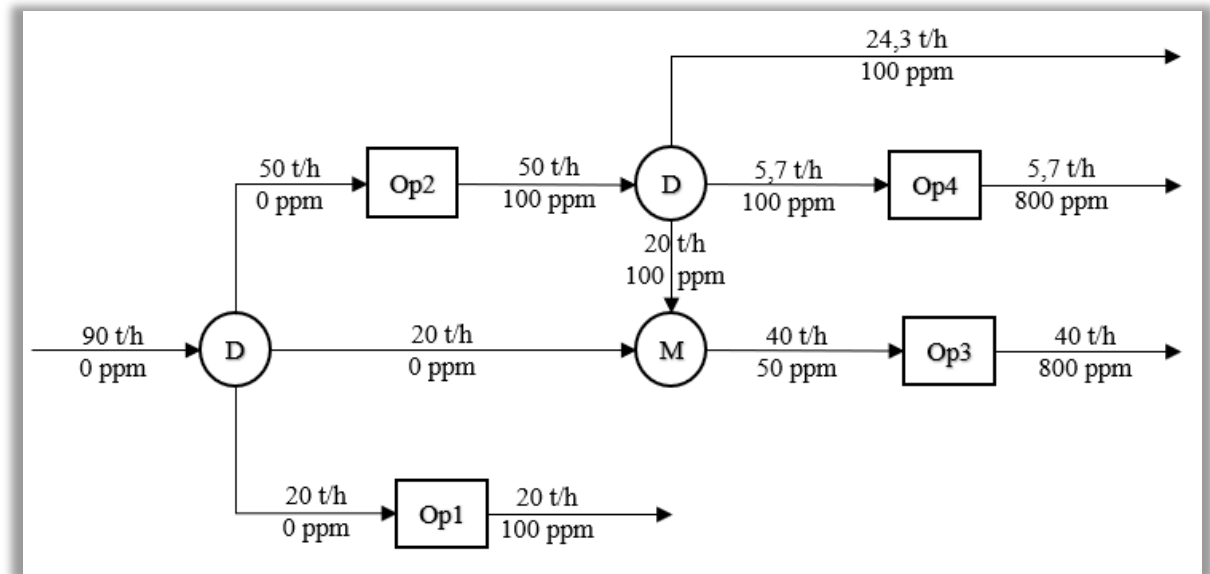 24,3 t/h
100 ppm
50 t/h
0 ppm
Op2
50 t/h
100 ppm
D
5,7 t/h
100 ppm
Op4
5,7 t/h
800 ppm
20 t/h
100 ppm
90 t/h
0 ppm
D
20 t/h
0 ppm
M
40 t/h
50 ppm
Op3
40 t/h
800 ppm
20 t/h
0 ppm
Op1
20 t/h
100 ppm